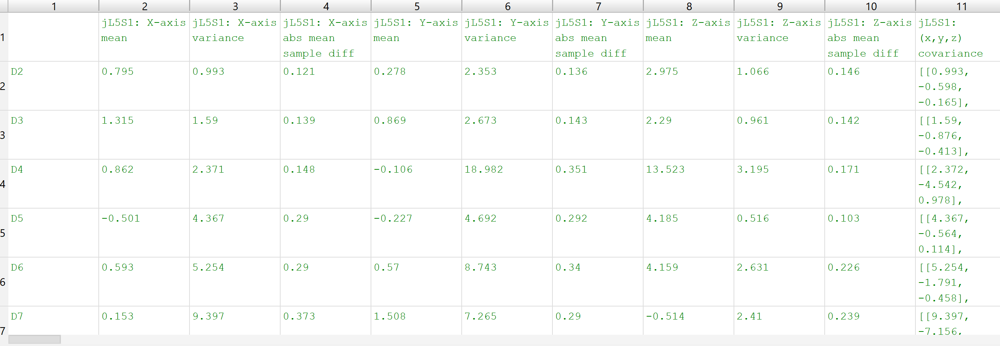 1 2 3 4 5 6 7 8 9 10 11
1
jL5S1: X-axis mean
jL5S1: X-axis variance
jL5S1: X-axis abs mean sample diff
jL5S1: Y-axis mean
jL5S1: Y-axis variance
jL5S1: Y-axis abs mean sample diff
jL5S1: Z-axis mean
jL5S1: Z-axis variance
jL5S1: Z-axis abs mean sample diff
jL5S1: (x,y,z) covariance
2 D2 0.795 0.993 0.121 0.278 2.353 0.136 2.975 1.066 0.146 [[0.993,
-0.598,
-0.165],
3 D3 1.315 1.59 0.139 0.869 2.673 0.143 2.29 0.961 0.142 [[1.59,
-0.876,
-0.413],
4 D4 0.862 2.371 0.148 -0.106 18.982 0.351 13.523 3.195 0.171 [[2.372,
-4.542,
0.978],
5 D5 -0.501 4.367 0.29 -0.227 4.692 0.292 4.185 0.516 0.103 [[4.367,
-0.564,
0.114],
6 D6 0.593 5.254 0.29 0.57 8.743 0.34 4.159 2.631 0.226 [[5.254,
-1.791,
-0.458],
7 D7 0.153 9.397 0.373 1.508 7.265 0.29 -0.514 2.41 0.239 [[9.397,
-7.156,